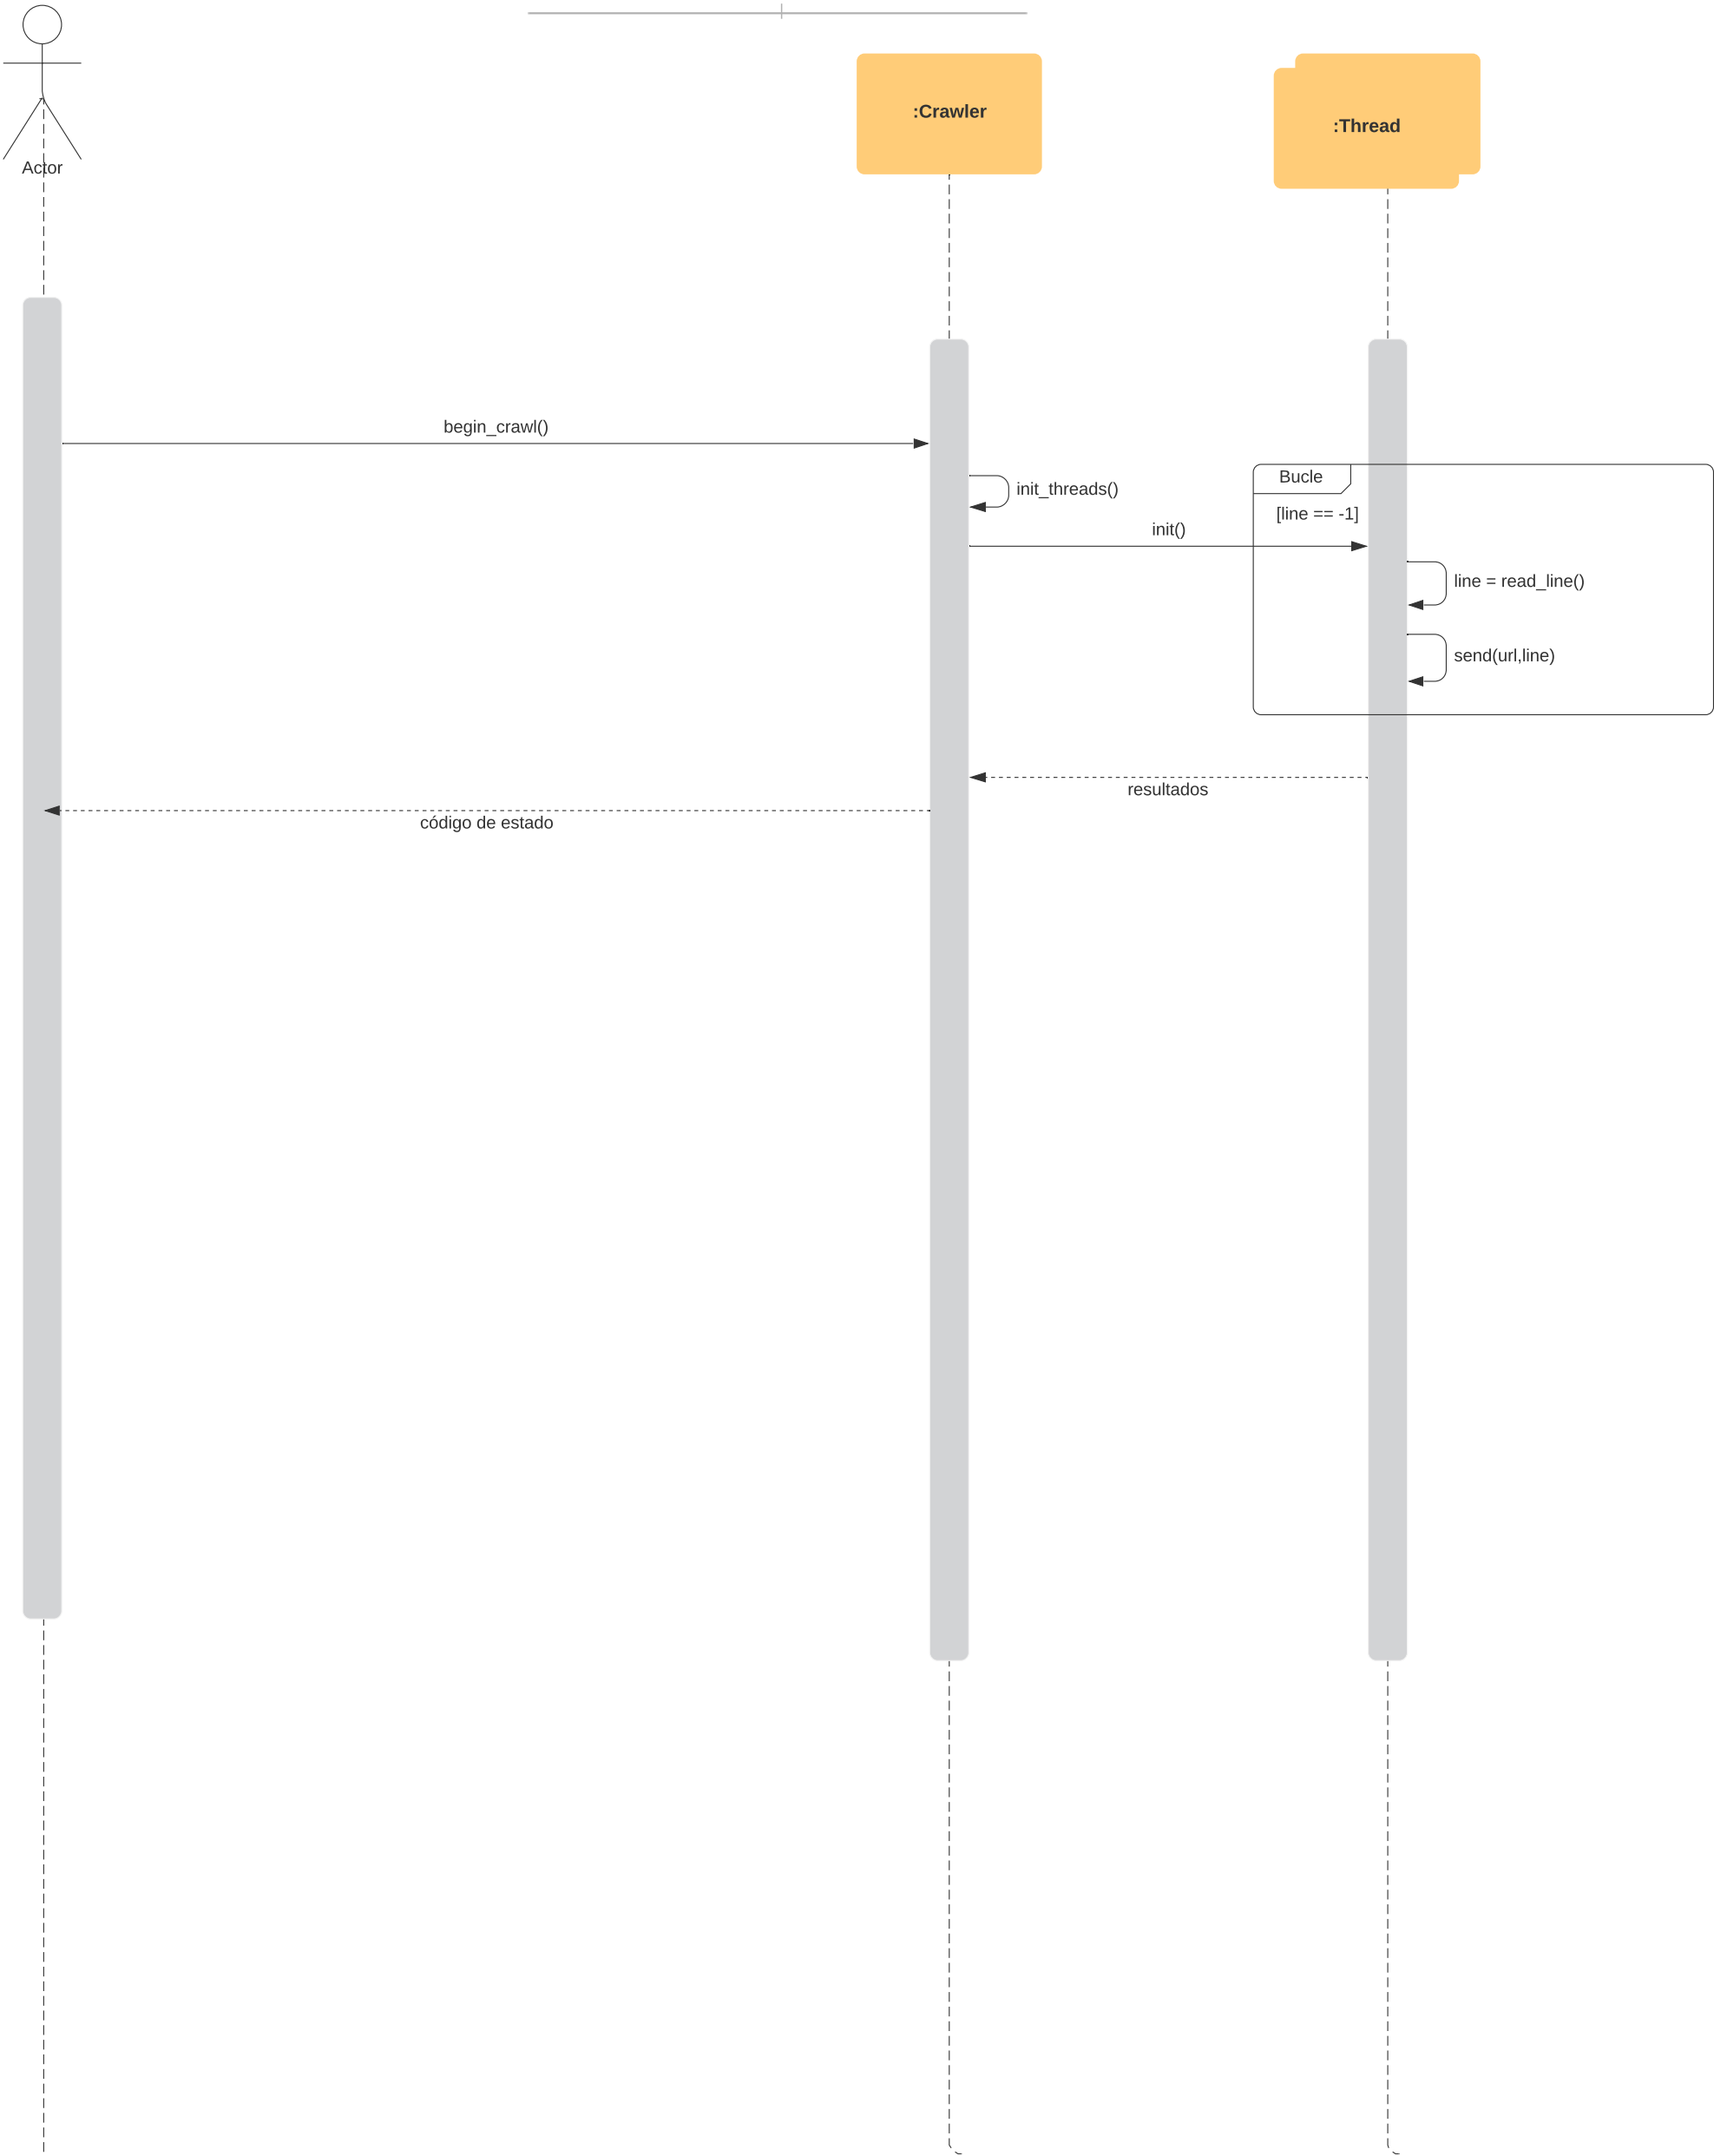 Actor
:Crawler
:Thread
begin_crawl()
Bucle
init_threads()
[line == -1]
init()
line = read_line()
send(url,line)
resultados
código de estado